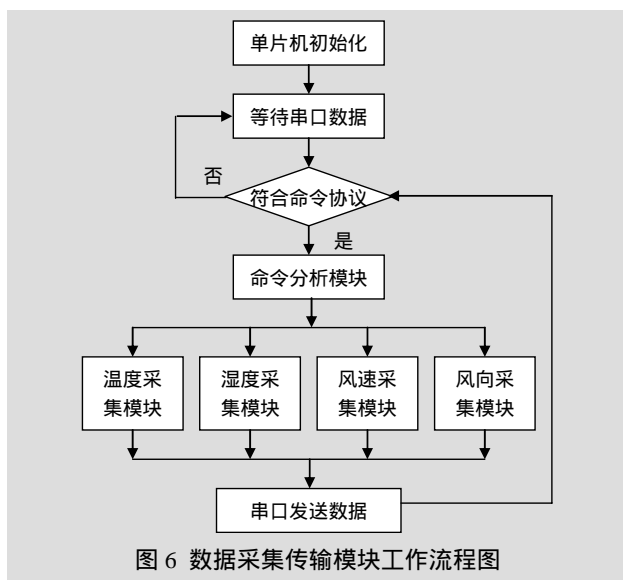 单片机初始化
等待串口数据
否
符合命令协议
是
命令分析模块
温度采
集模块
湿度采
集模块
风速采
集模块
风向采
集模块
串口发送数据
图 6 数据采集传输模块工作流程图